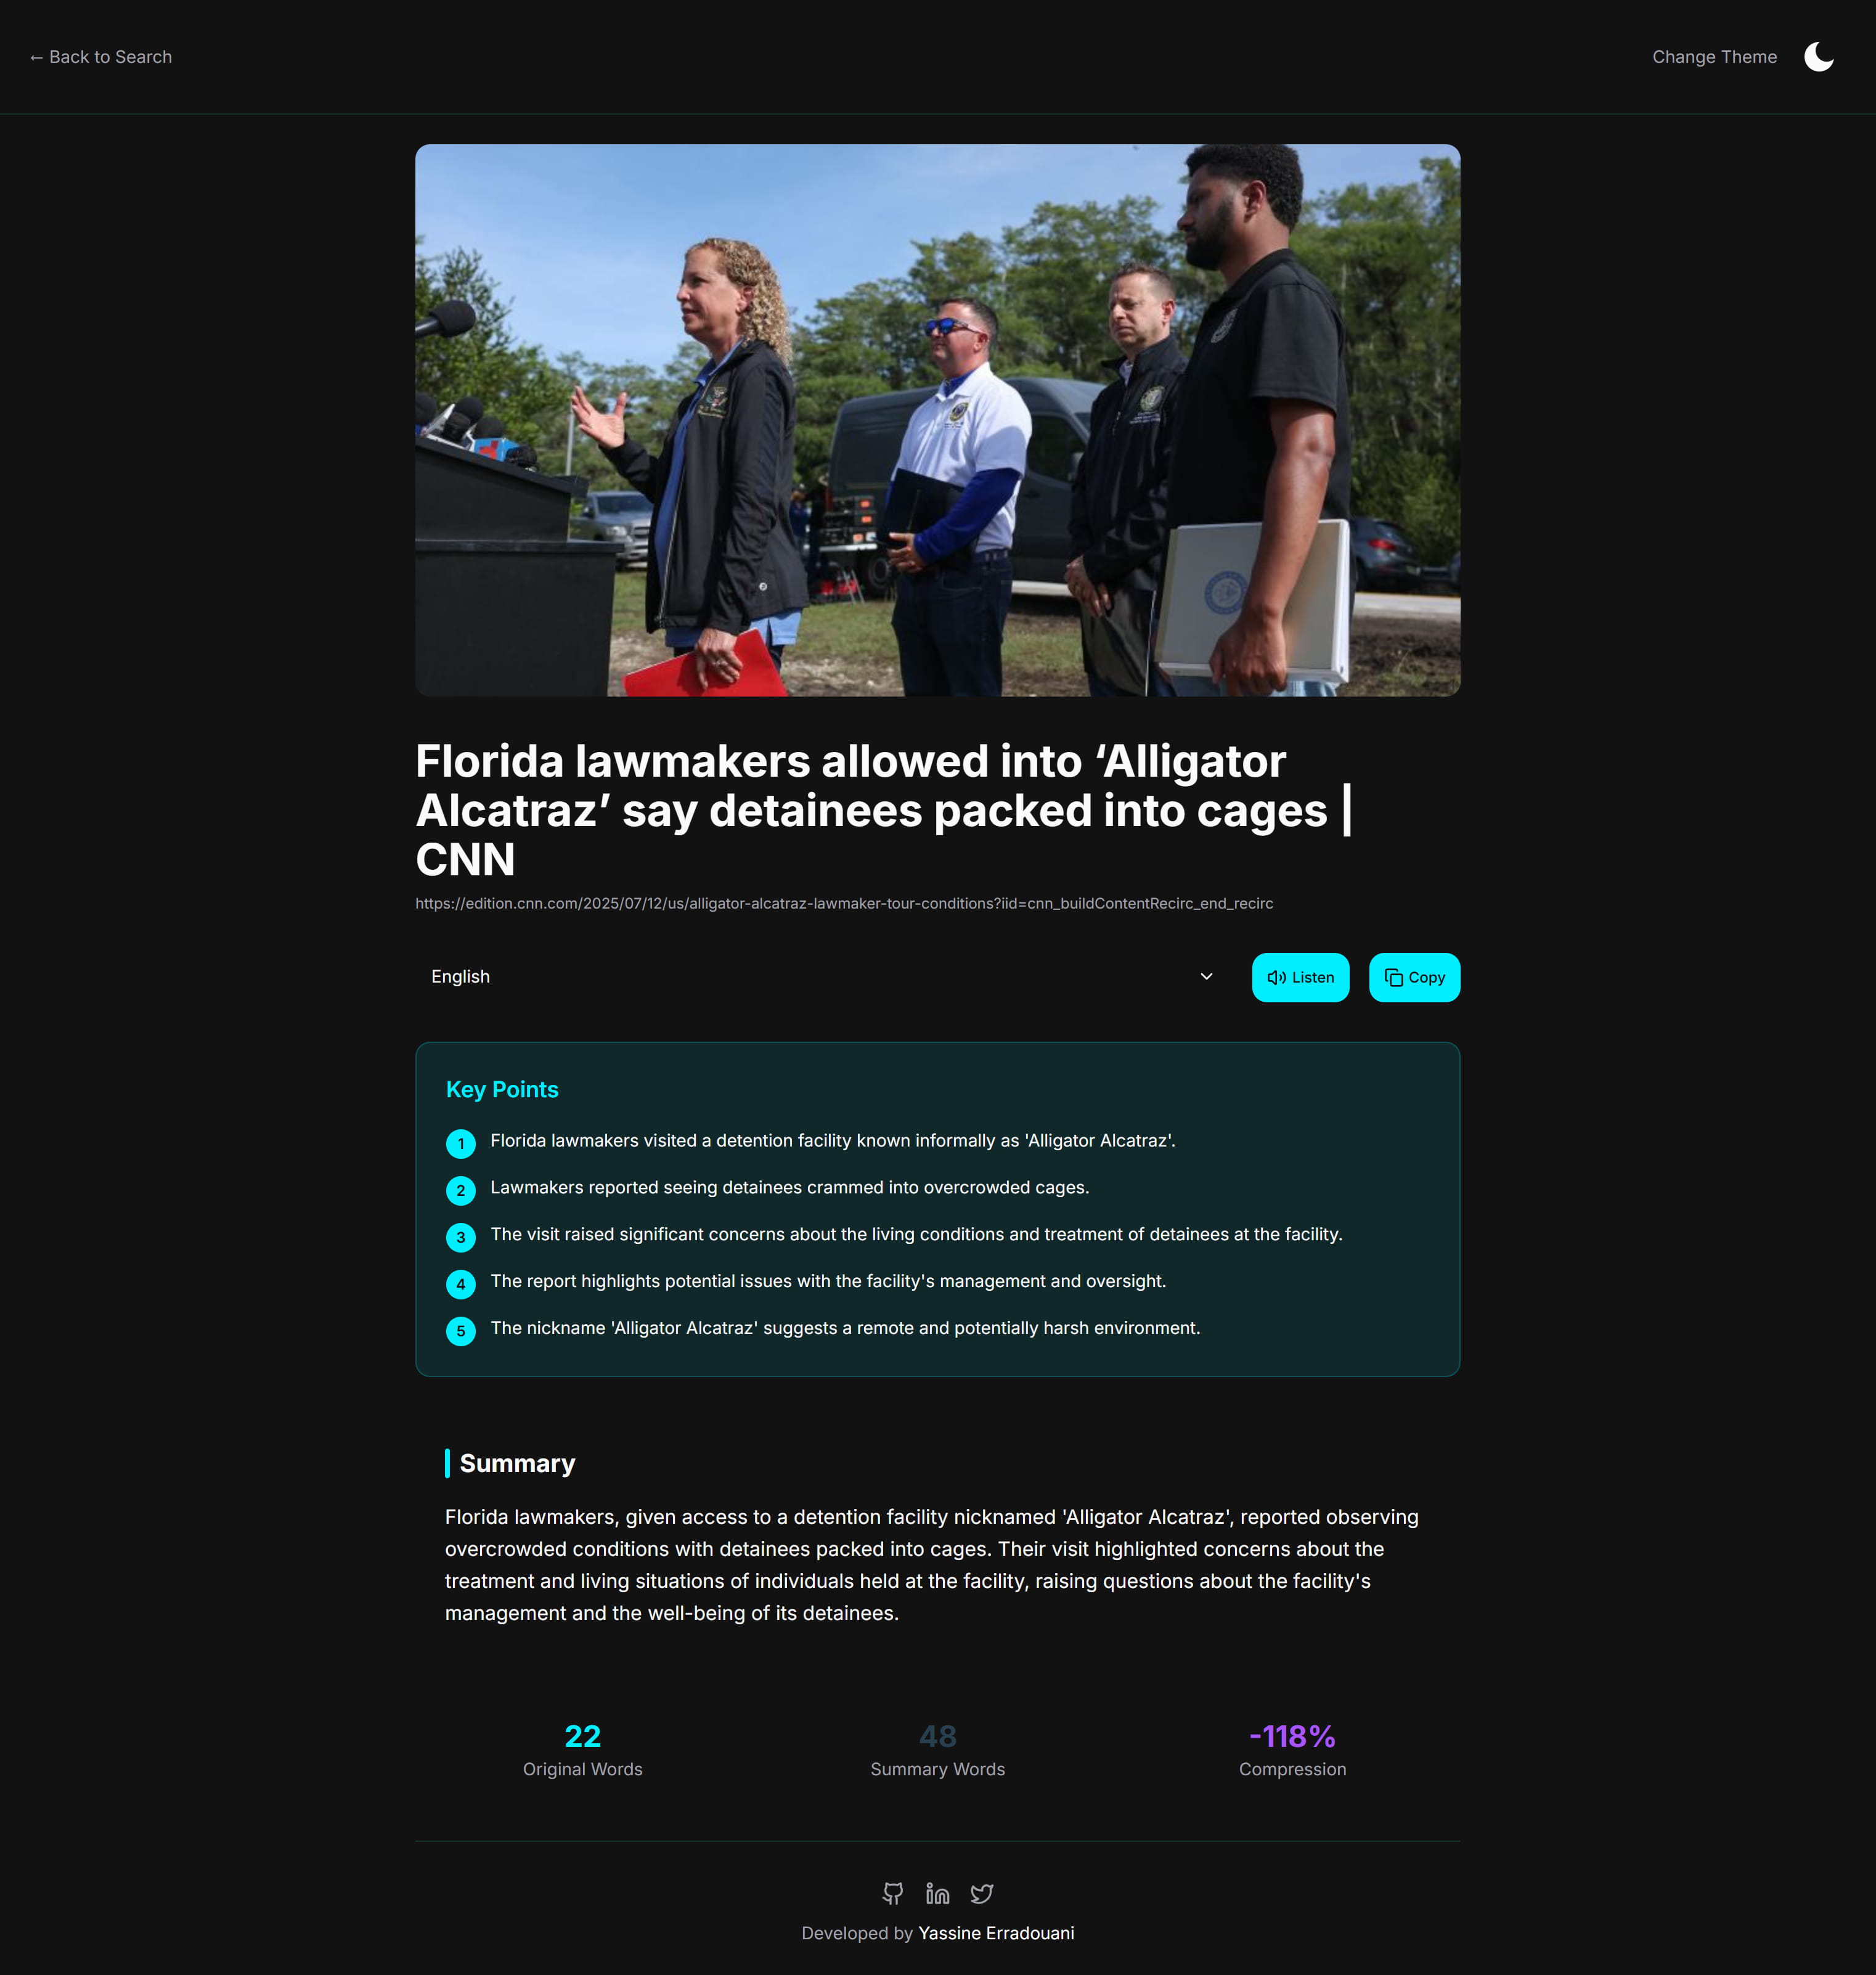 ← Back to Search
Change Theme
Florida lawmakers allowed into ‘Alligator
Alcatraz’ say detainees packed into cages |
CNN
https://edition.cnn.com/2025/07/12/us/alligator-alcatraz-lawmaker-tour-conditions?iid=cnn_buildContentRecirc_end_recirc
English
Listen
Copy
Key Points
1 Florida lawmakers visited a detention facility known informally as 'Alligator Alcatraz'.
2 Lawmakers reported seeing detainees crammed into overcrowded cages.
3 The visit raised significant concerns about the living conditions and treatment of detainees at the facility.
4 The report highlights potential issues with the facility's management and oversight.
5 The nickname 'Alligator Alcatraz' suggests a remote and potentially harsh environment.
Summary
Florida lawmakers, given access to a detention facility nicknamed 'Alligator Alcatraz', reported observing
overcrowded conditions with detainees packed into cages. Their visit highlighted concerns about the
treatment and living situations of individuals held at the facility, raising questions about the facility's
management and the well-being of its detainees.
22
Original Words
48
Summary Words
-118%
Compression
Developed by Yassine Erradouani